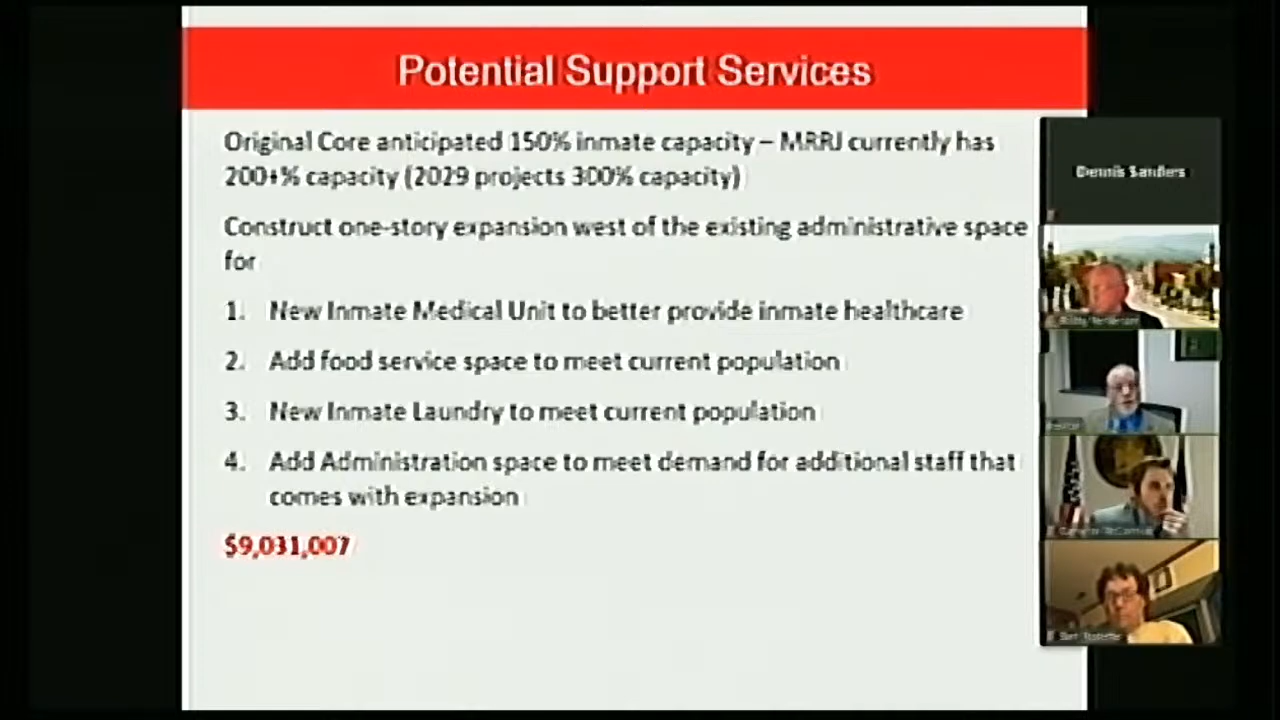 Potential Support Services
Original Core anticipated 150% inmate capacity – MRRJ currently has
200+% capacity (2029 projects 300% capacity)
Construct one-story expansion west of the existing administrative space
for
1. New Inmate Medical Unit to better provide inmate healthcare
2. Add food service space to meet current population
3. New Inmate Laundry to meet current population
4. Add Administration space to meet demand for additional staff that
comes with expansion
$9,031,007
Dennis Sanders